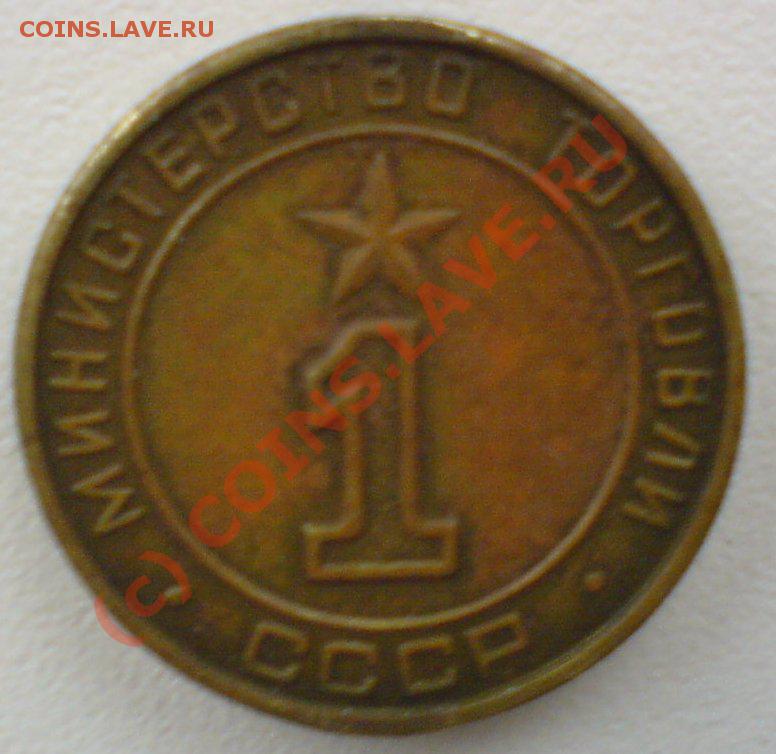 COINS.LAVE.RU
МИНИСТЕРСТВО ТОРГОВЛИ
1
СССР
(c) COINS.LAVE.RU